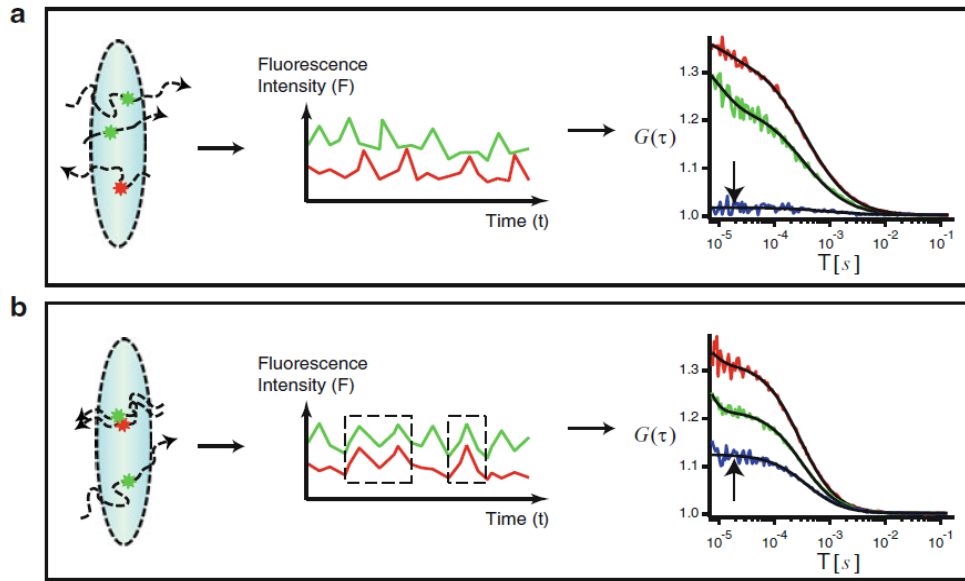 a
Fluorescence
Intensity (F)
Time (t)
G(τ)
1.3
1.2
1.1
1.0
10⁻⁵ 10⁻⁴ 10⁻³ 10⁻² 10⁻¹
T[s]
b
Fluorescence
Intensity (F)
Time (t)
G(τ)
1.3
1.2
1.1
1.0
10⁻⁵ 10⁻⁴ 10⁻³ 10⁻² 10⁻¹
T[s]